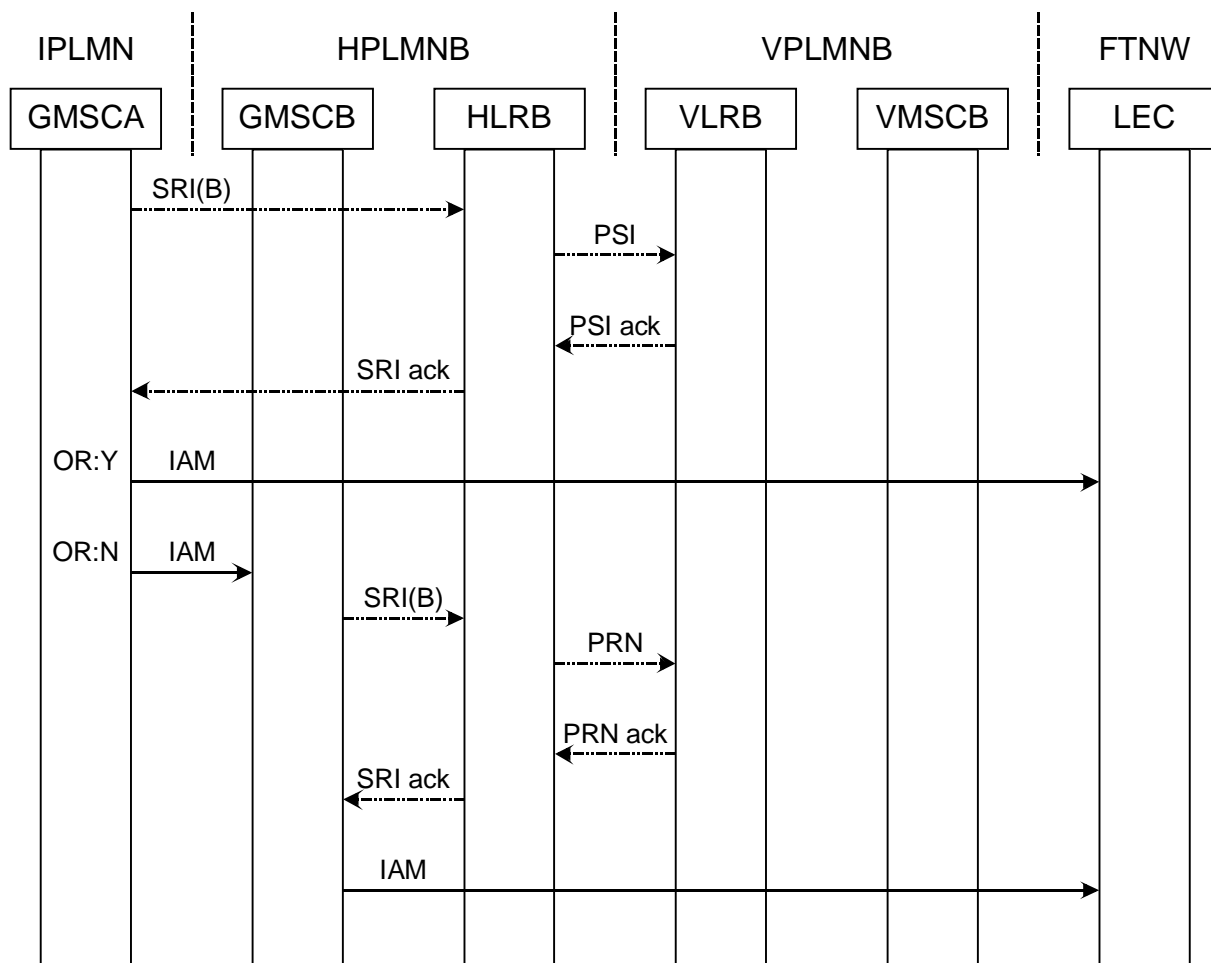 IPLMN HPLMNB VPLMNB FTNW
GMSCA GMSCB HLRB VLRB VMSCB LEC
SRI(B)
PSI
PSI ack
SRI ack
OR:Y IAM
OR:N IAM
SRI(B)
PRN
PRN ack
SRI ack
IAM